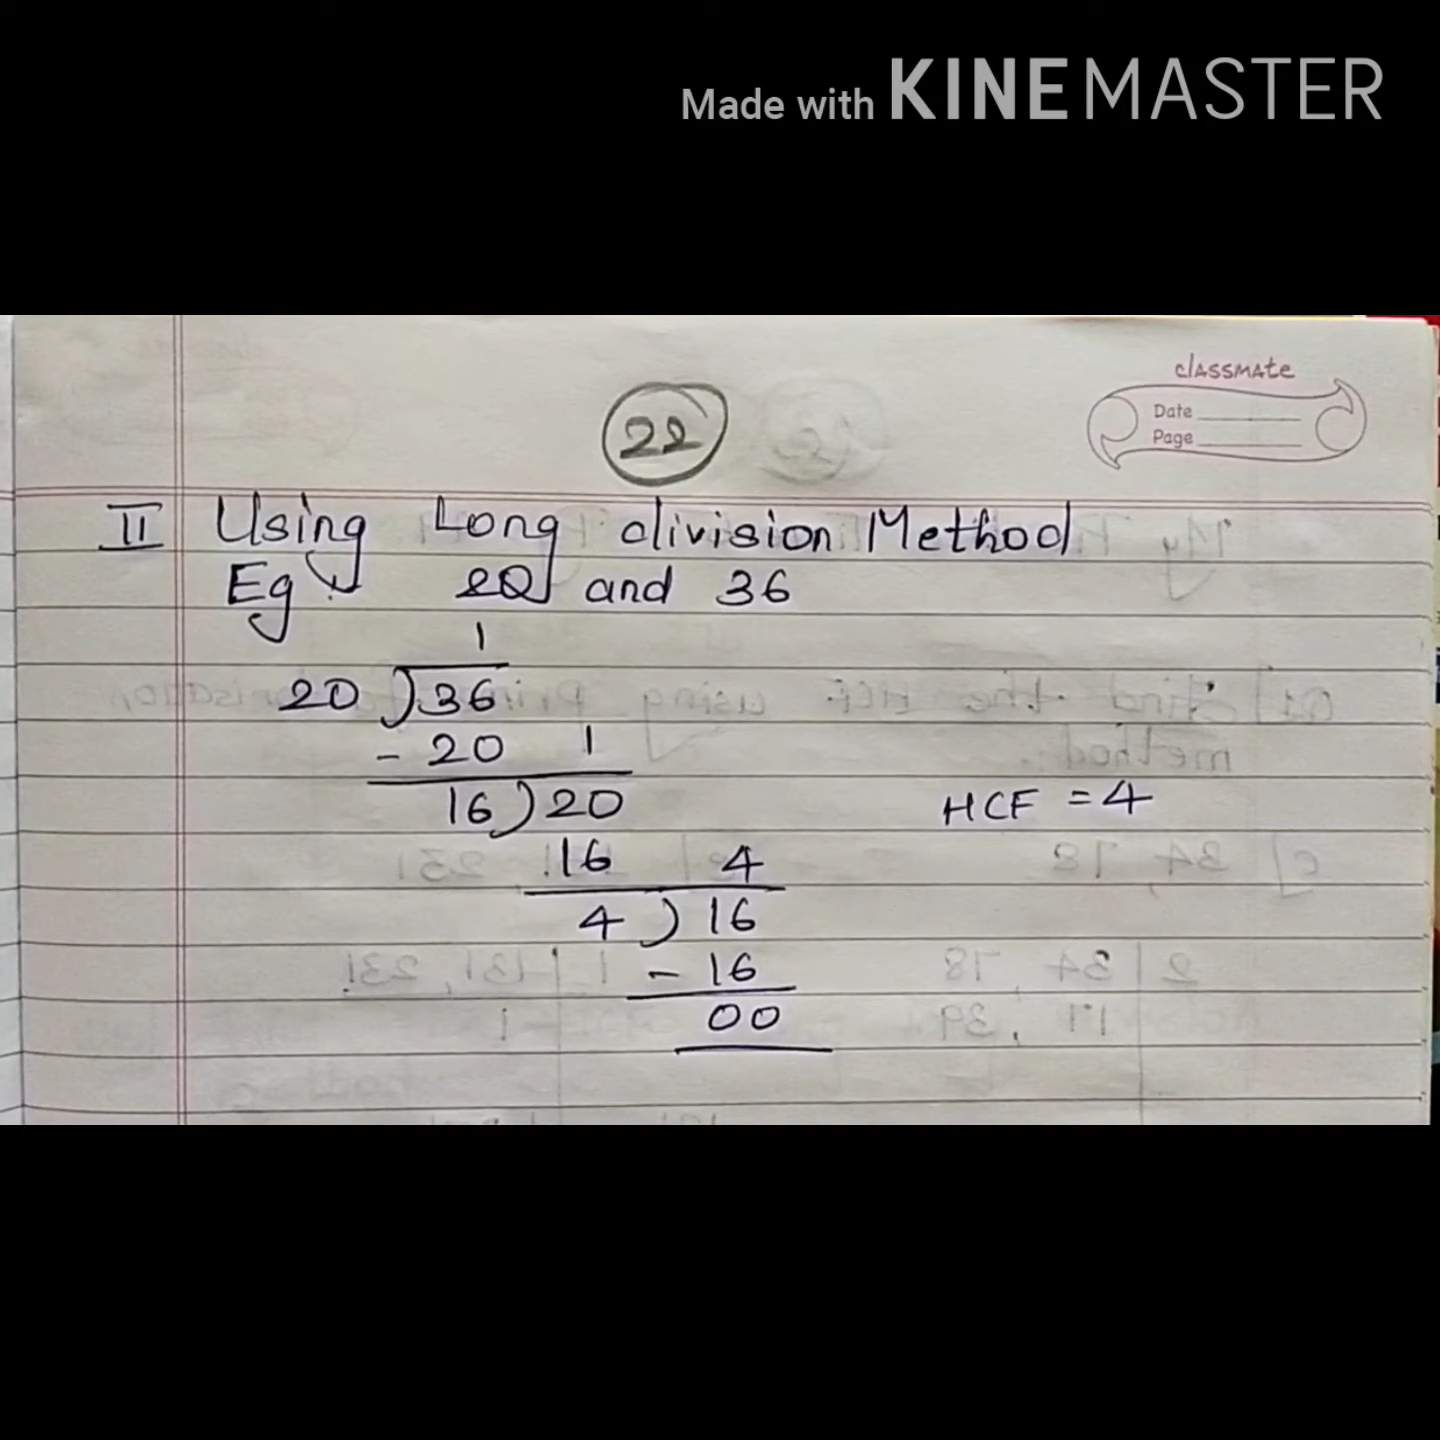 Made with KINEMASTER
classmate
Date
Page
22
II Using Long division Method
Eg : 20 and 36
1
20 ) 36
- 20 1
16 ) 20
HCF = 4
16 4
4 ) 16
- 16
00